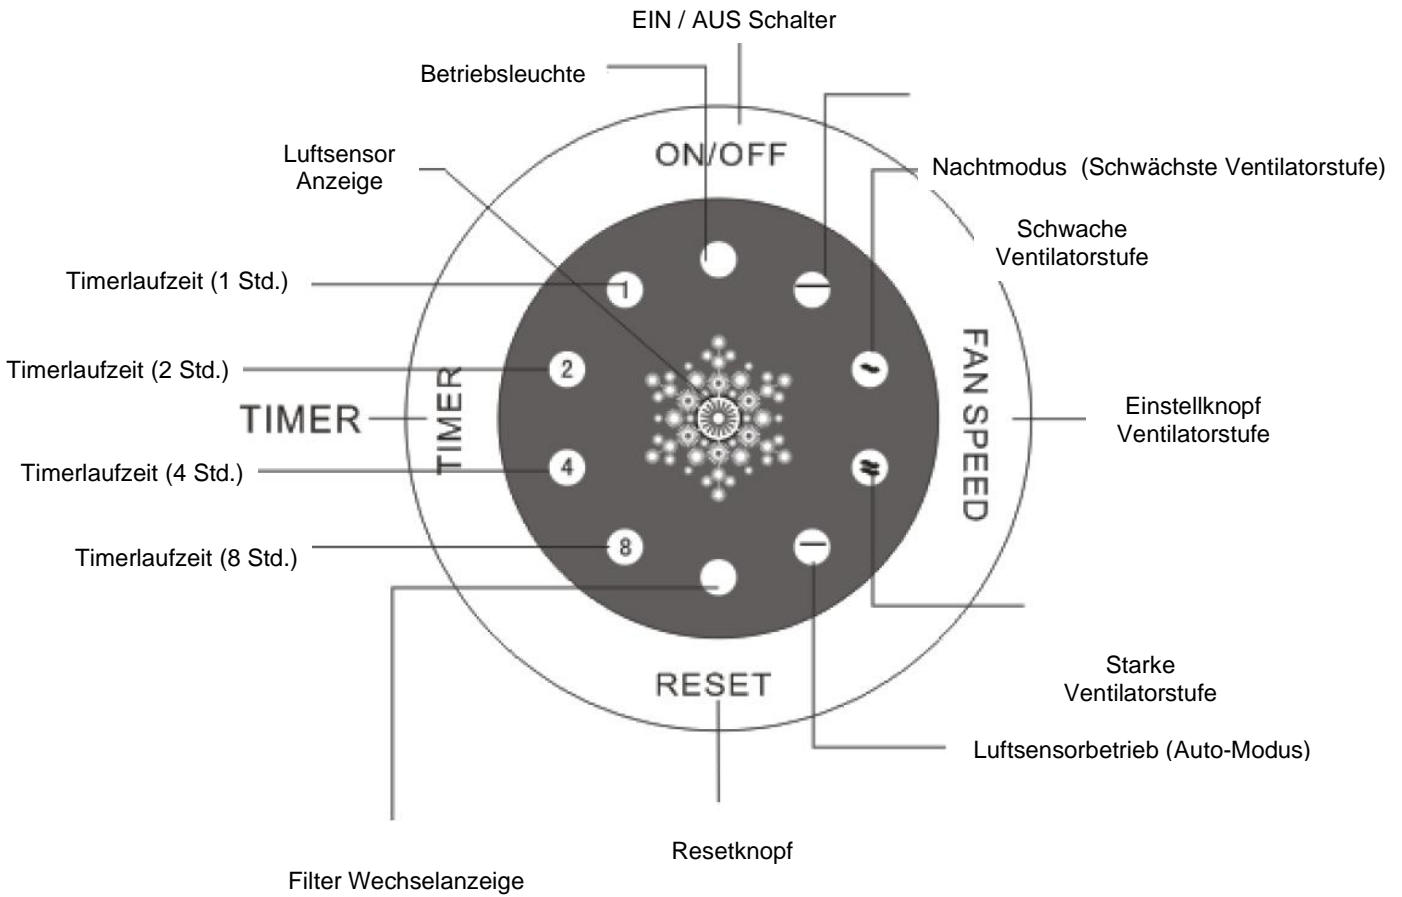 EIN / AUS Schalter
Betriebsleuchte
Luftsensor
Anzeige
ON/OFF
Nachtmodus (Schwächste Ventilatorstufe)
Schwache
Ventilatorstufe
Timerlaufzeit (1 Std.)
1
Timerlaufzeit (2 Std.)
2
TIMER
TIMER
FAN SPEED
Einstellknopf
Ventilatorstufe
Timerlaufzeit (4 Std.)
4
Timerlaufzeit (8 Std.)
8
RESET
Starke
Ventilatorstufe
Luftsensorbetrieb (Auto-Modus)
Resetknopf
Filter Wechselanzeige